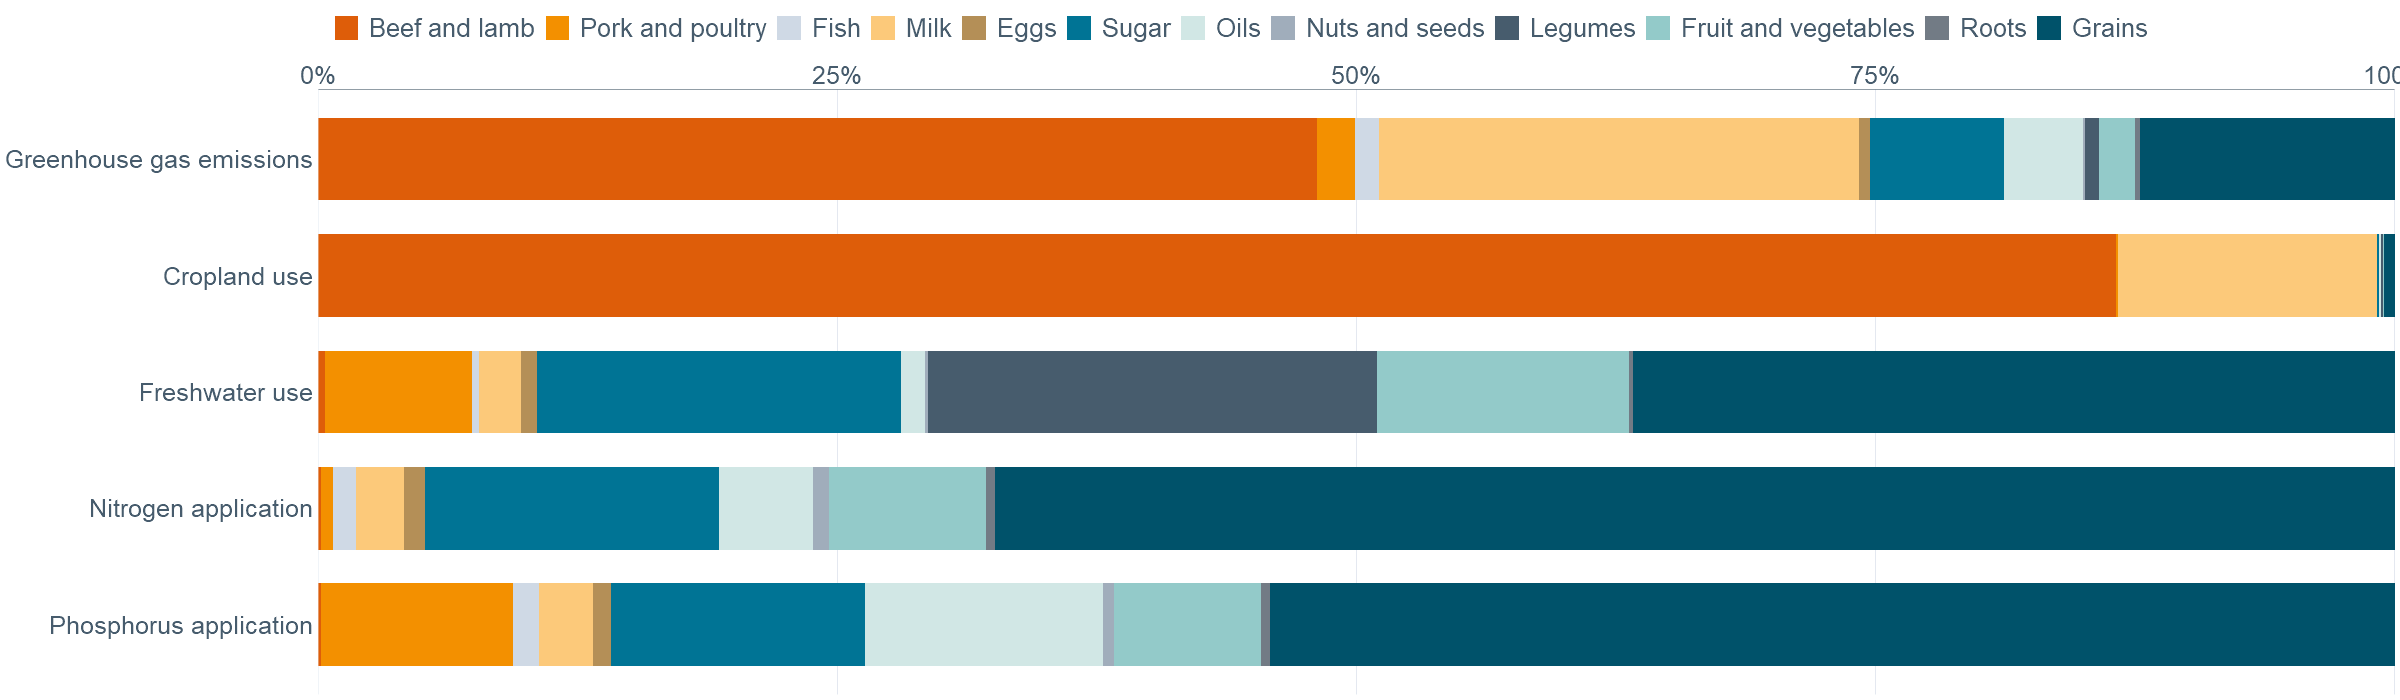 Beef and lamb Pork and poultry Fish Milk Eggs Sugar Oils Nuts and seeds Legumes Fruit and vegetables Roots Grains
0% 25% 50% 75% 100
Greenhouse gas emissions
Cropland use
Freshwater use
Nitrogen application
Phosphorus application